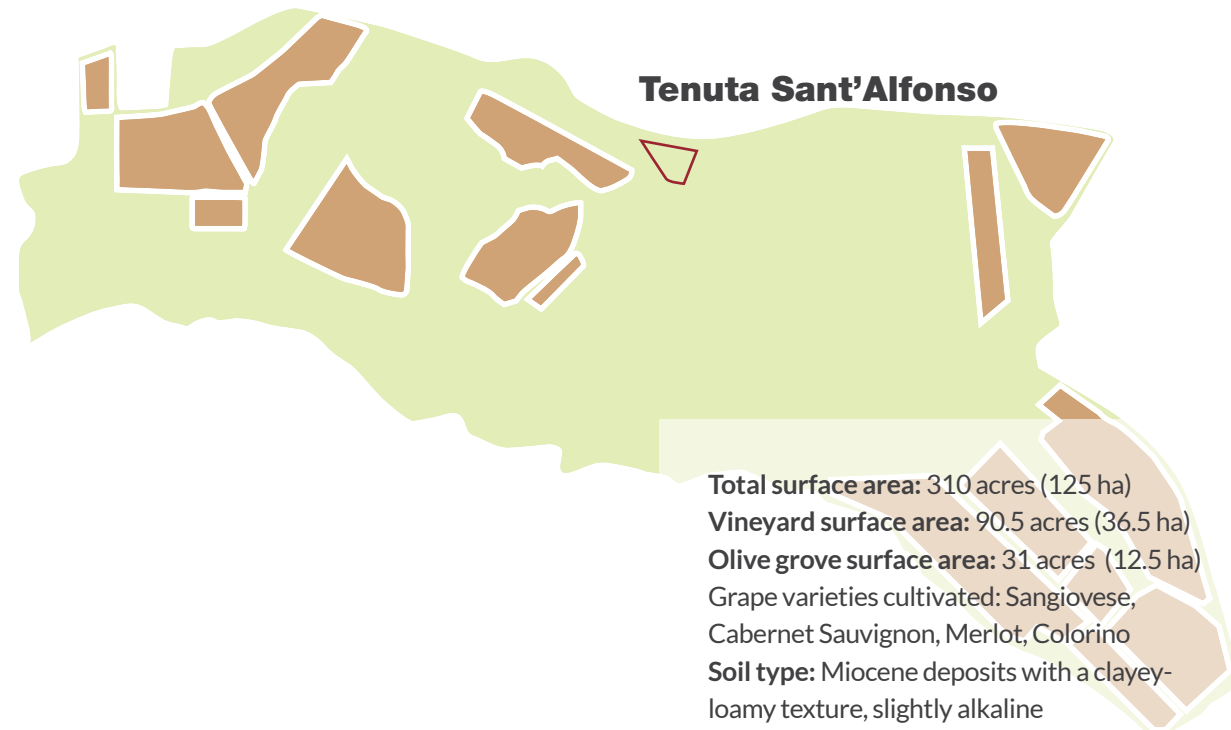 Tenuta Sant’Alfonso
Total surface area: 310 acres (125 ha)
Vineyard surface area: 90.5 acres (36.5 ha)
Olive grove surface area: 31 acres (12.5 ha)
Grape varieties cultivated: Sangiovese,
Cabernet Sauvignon, Merlot, Colorino
Soil type: Miocene deposits with a clayey-
loamy texture, slightly alkaline